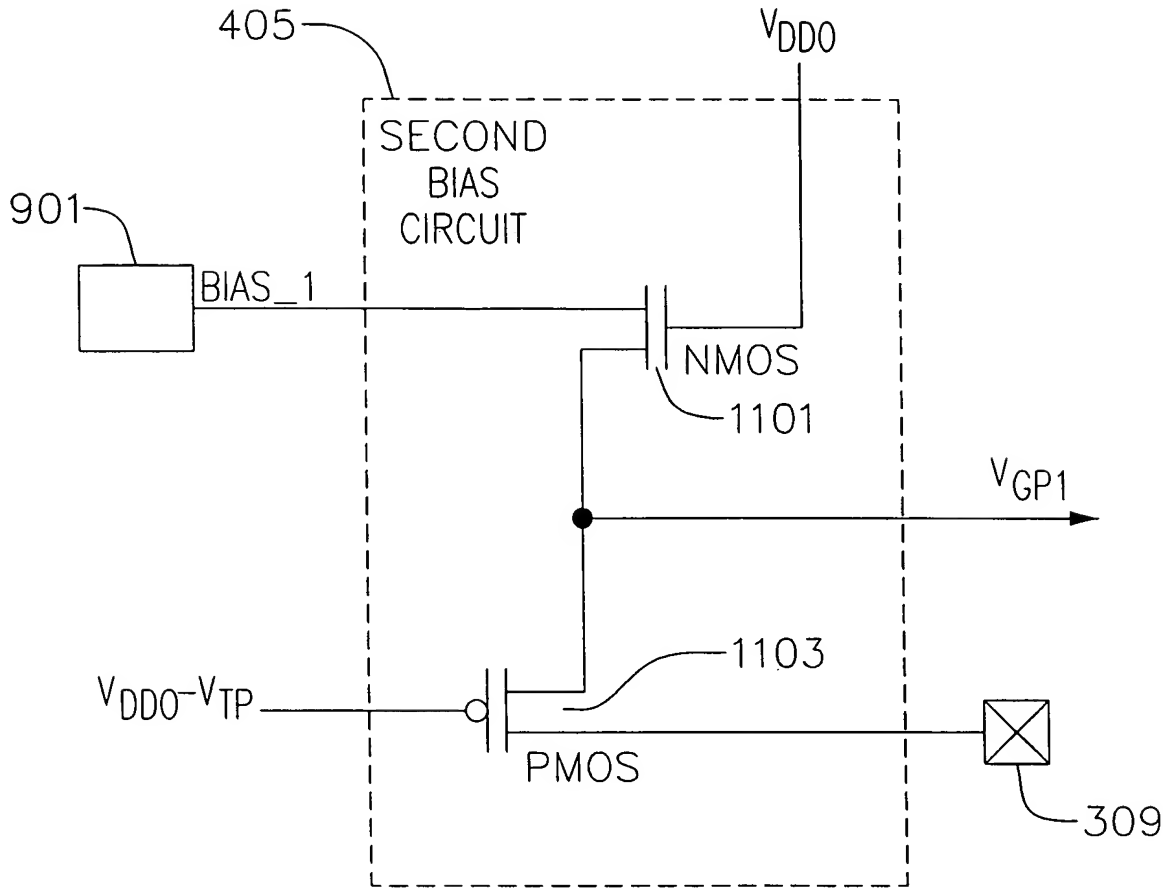 405
V_DDO
SECOND
BIAS
CIRCUIT
901
BIAS_1
NMOS
1101
V_GP1
1103
V_DDO-V_TP
PMOS
309